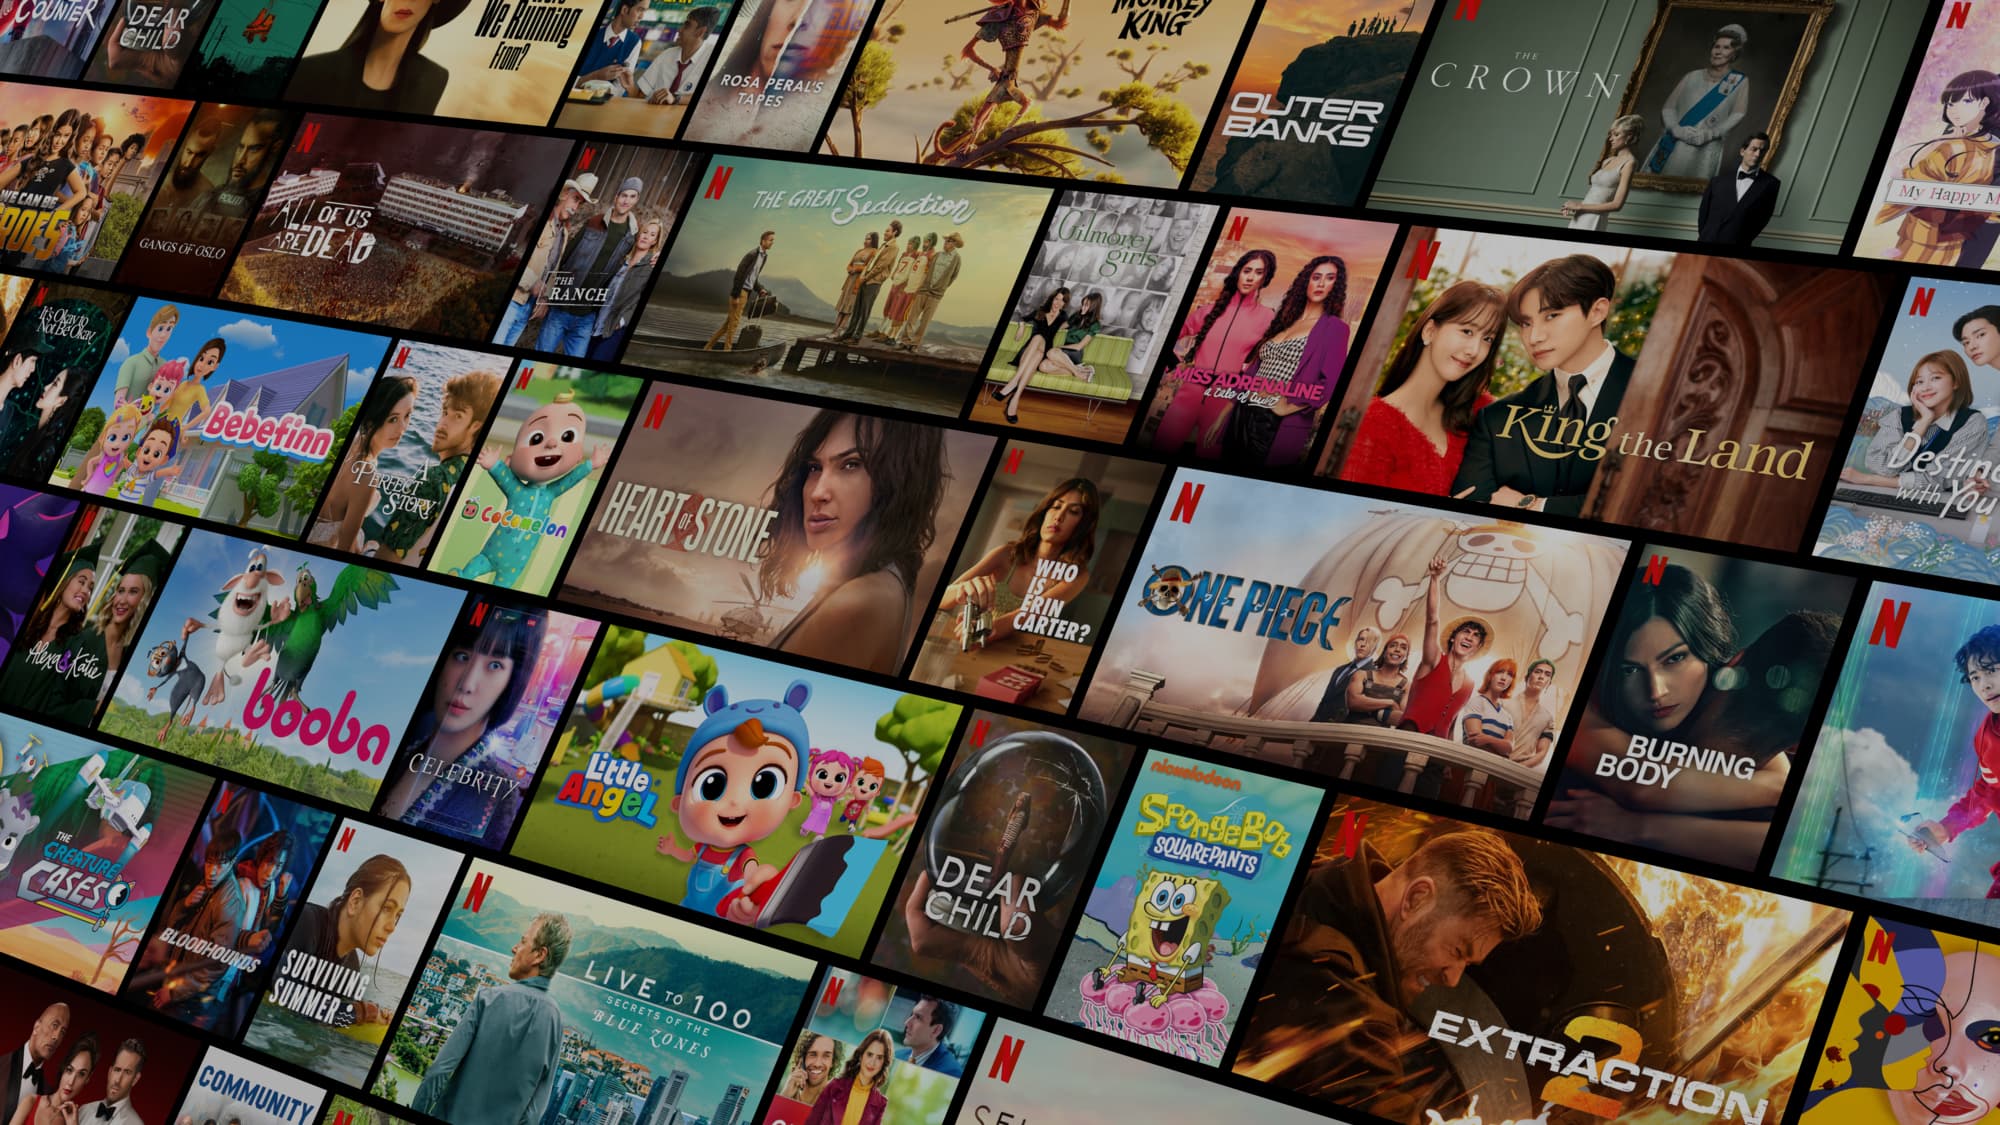 COUNTER
DEAR
CHILD
We Running
From?
ROSA PERAL'S
TAPES
MONKEY
KING
OUTER
BANKS
THE
CROWN
N
My Happy M
WE CAN BE
GANGS OF OSLO
N
ALL OF US
ARE DEAD
N
THE
RANCH
N
THE GREAT Seduction
Gilmore
girls
N
MISS ADRENALINE
a tale of twins
N
King the Land
N
Destin
with You
It's Okay to
Not Be Okay
Bebefinn
N
A
PERFECT
STORY
N
CoComelon
N
HEART OF STONE
N
WHO
IS
ERIN
CARTER?
N
ONE PIECE
N
BURNING
BODY
N
Alexa & Katie
booba
N
CELEBRITY
Little
Angel
N
DEAR
CHILD
nickelodeon
SPONGEBOB
SQUAREPANTS
N
EXTRACTION
2
N
THE
CREATURE
CASES
N
BLOODHOUNDS
N
SURVIVING
SUMMER
N
LIVE TO 100
SECRETS OF THE
BLUE ZONES
N
N
COMMUNITY